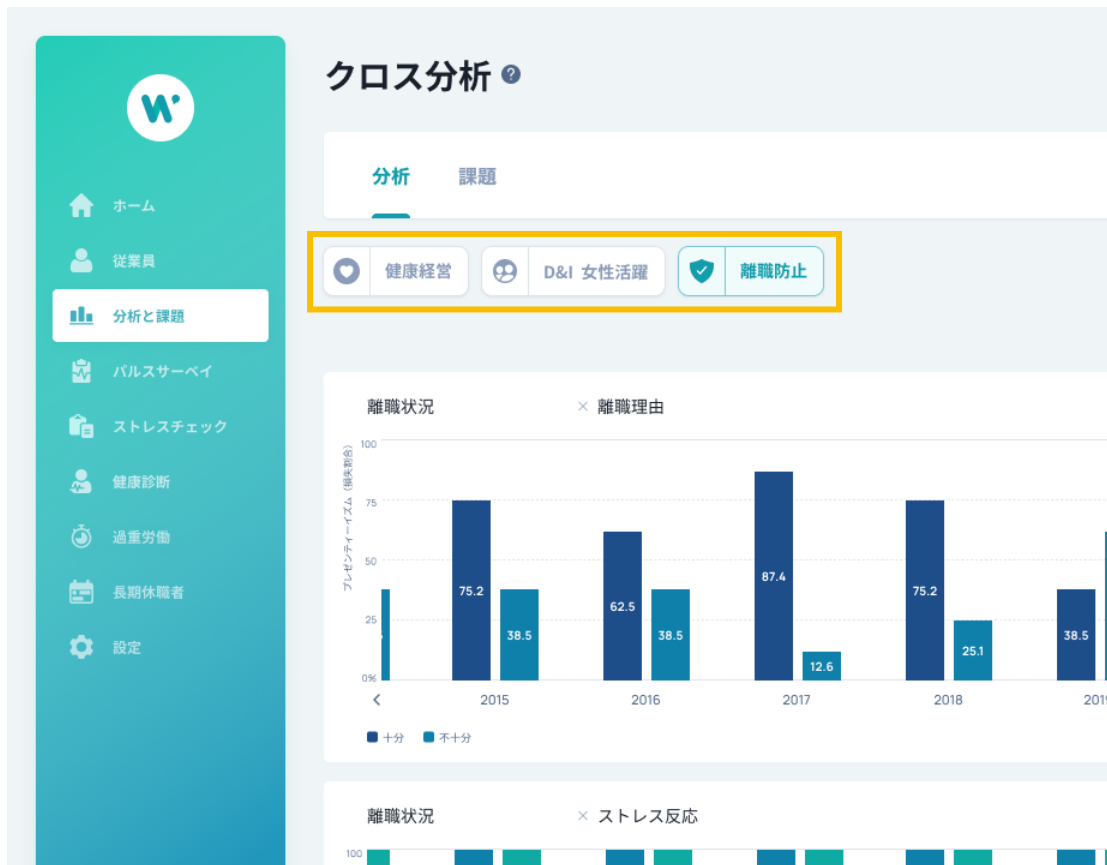 クロス分析
分析 課題
ホーム
従業員
分析と課題
パルスサーベイ
ストレスチェック
健康診断
過重労働
長期休職者
設定
健康経営 D&I 女性活躍 離職防止
離職状況 × 離職理由
プレゼンティーイズム（損失割合）
100
75
50
25
0%
75.2 38.5
62.5 38.5
87.4 12.6
75.2 25.1
38.5
2015 2016 2017 2018
十分 不十分
離職状況 × ストレス反応
100